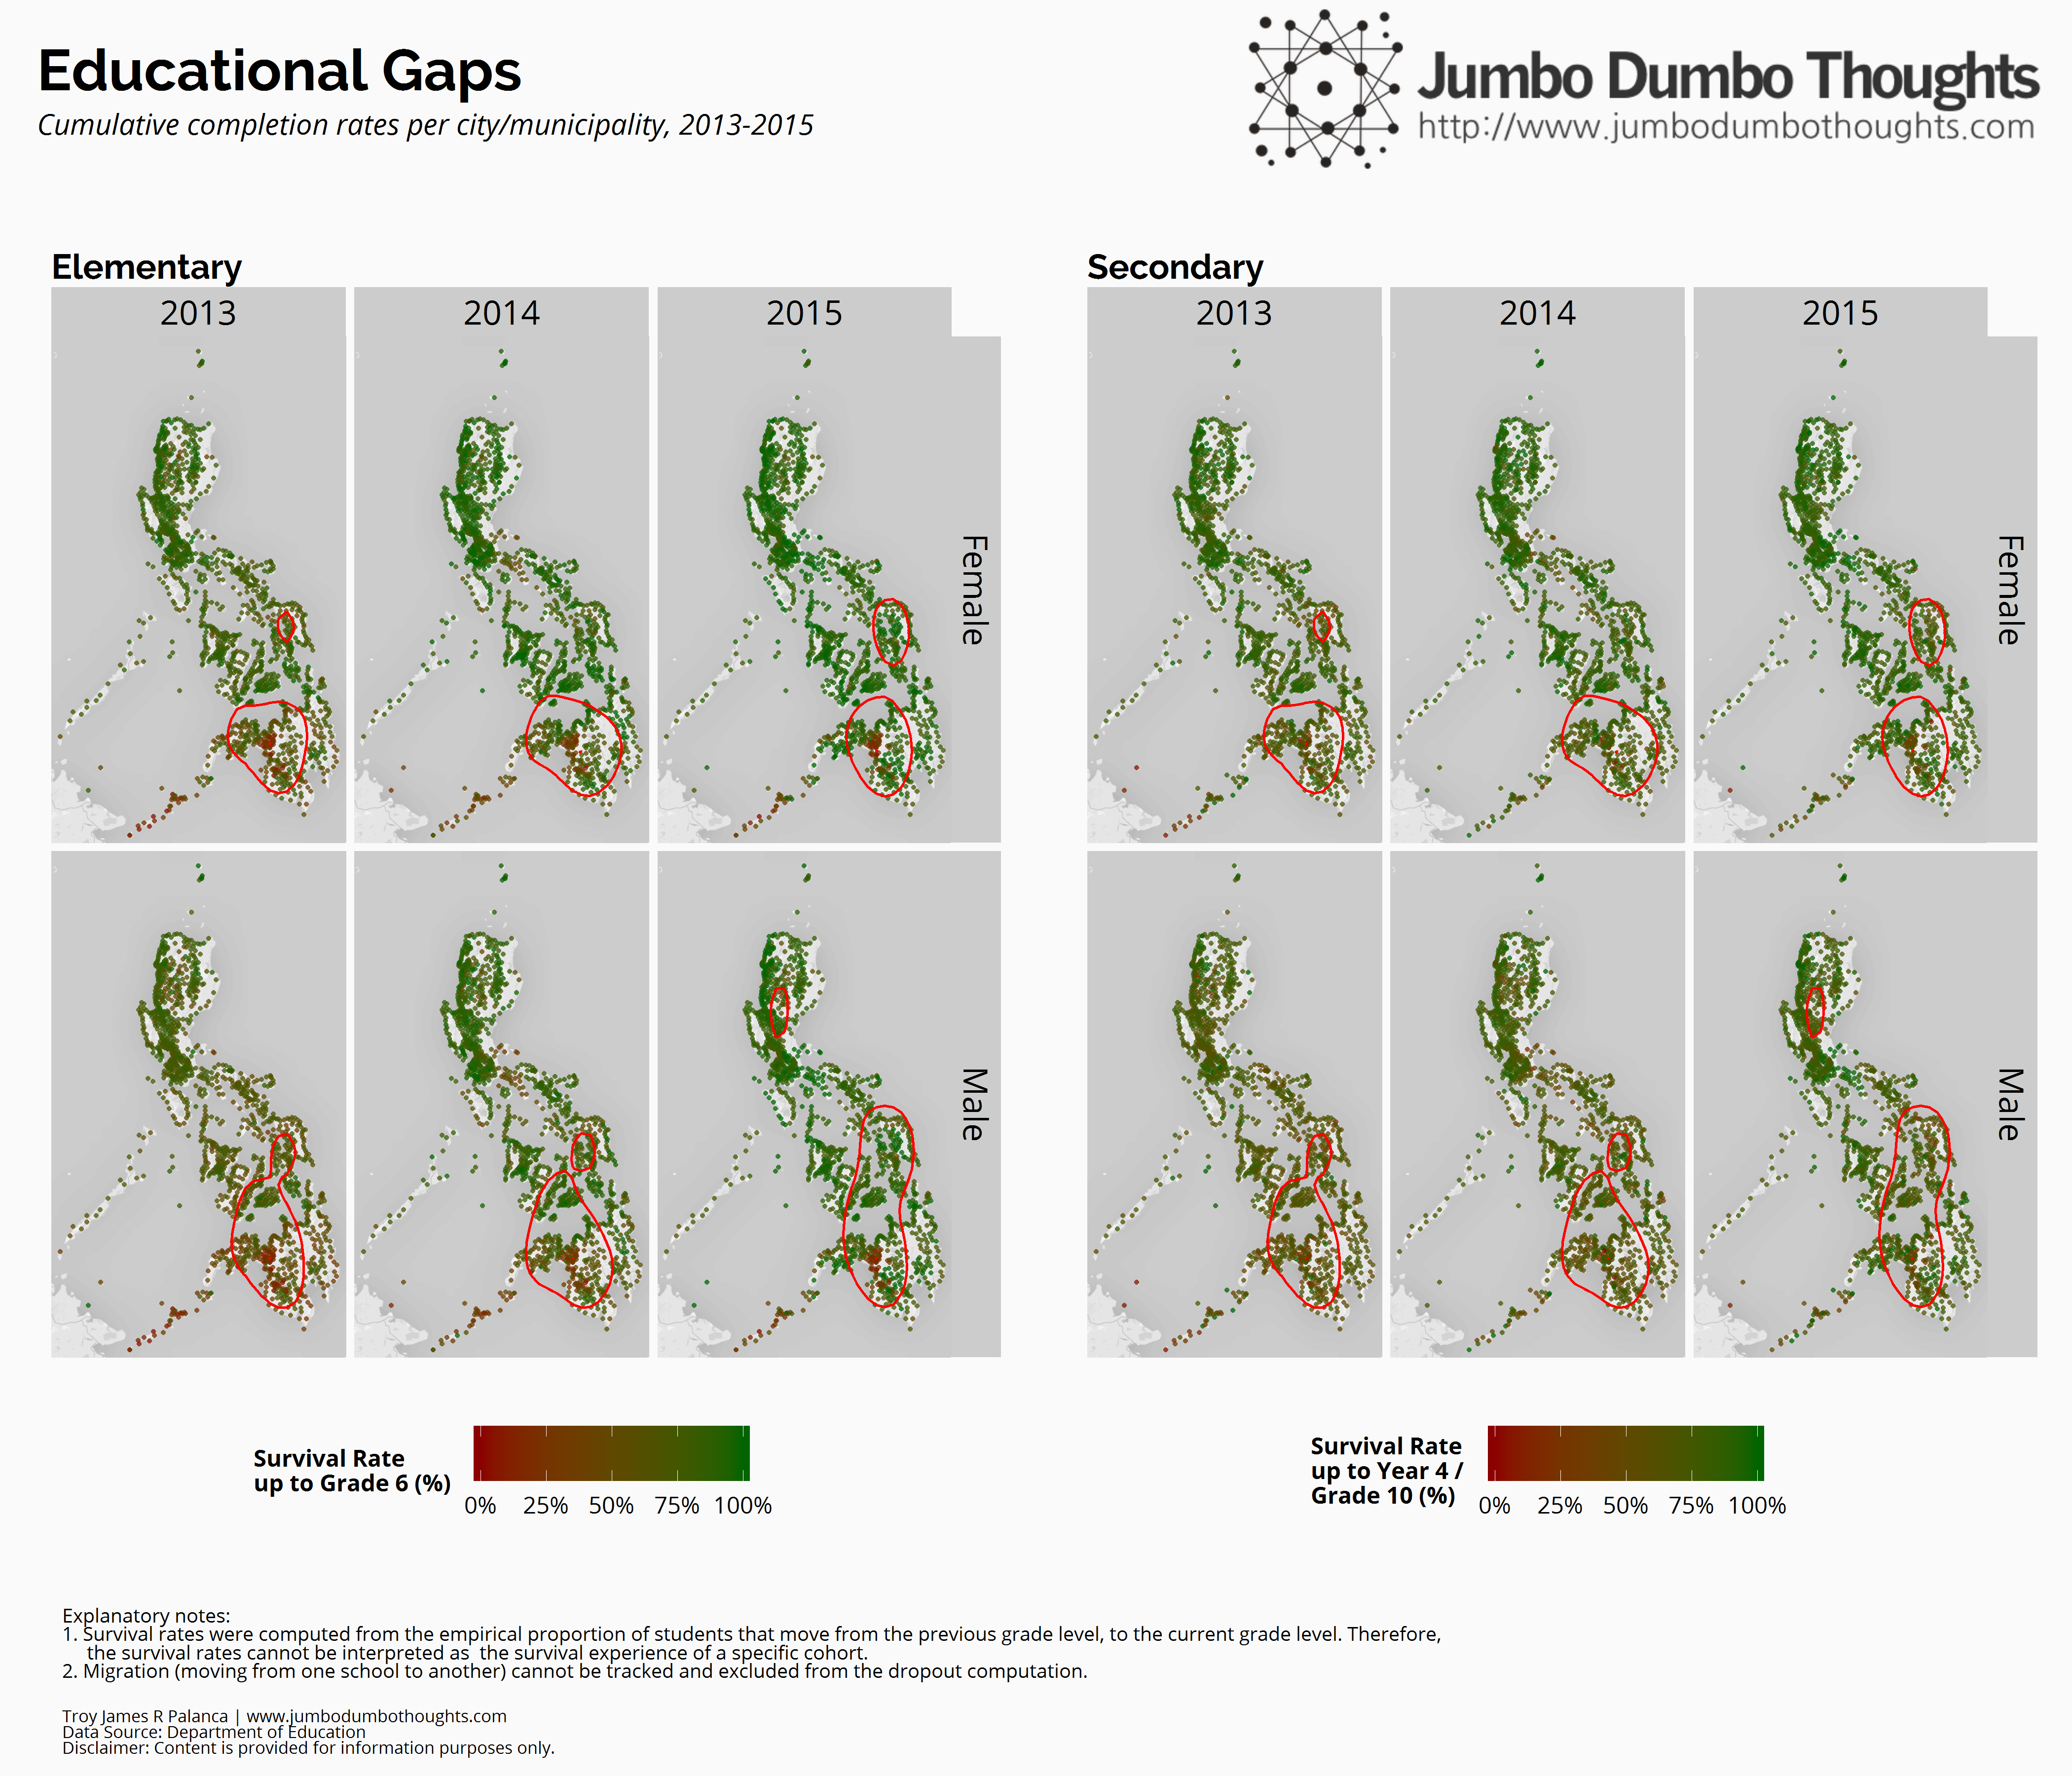 Educational Gaps
Cumulative completion rates per city/municipality, 2013-2015
Jumbo Dumbo Thoughts
http://www.jumbodumbothoughts.com
Elementary
2013
2014
2015
Female
Male
Secondary
2013
2014
2015
Female
Male
Survival Rate
up to Grade 6 (%)
0% 25% 50% 75% 100%
Survival Rate
up to Year 4 /
Grade 10 (%)
0% 25% 50% 75% 100%
Explanatory notes:
1. Survival rates were computed from the empirical proportion of students that move from the previous grade level, to the current grade level. Therefore,
the survival rates cannot be interpreted as  the survival experience of a specific cohort.
2. Migration (moving from one school to another) cannot be tracked and excluded from the dropout computation.
Troy James R Palanca | www.jumbodumbothoughts.com
Data Source: Department of Education
Disclaimer: Content is provided for information purposes only.